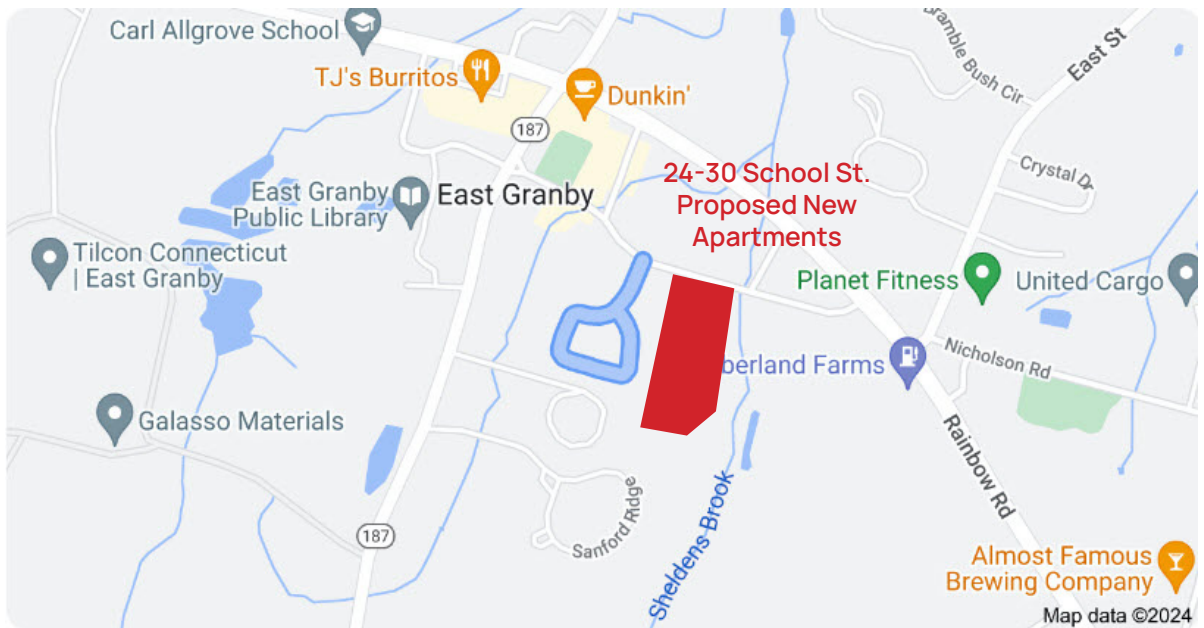 Carl Allgrove School
TJ's Burritos
Dunkin'
187
East Granby
Public Library
East Granby
24-30 School St.
Proposed New
Apartments
Bramble Bush Cir
East St
Crystal Dr
Tilcon Connecticut
| East Granby
Planet Fitness
United Cargo
berland Farms
Nicholson Rd
Galasso Materials
Rainbow Rd
187
Sanford Ridge
Sheldens Brook
Almost Famous
Brewing Company
Map data ©2024